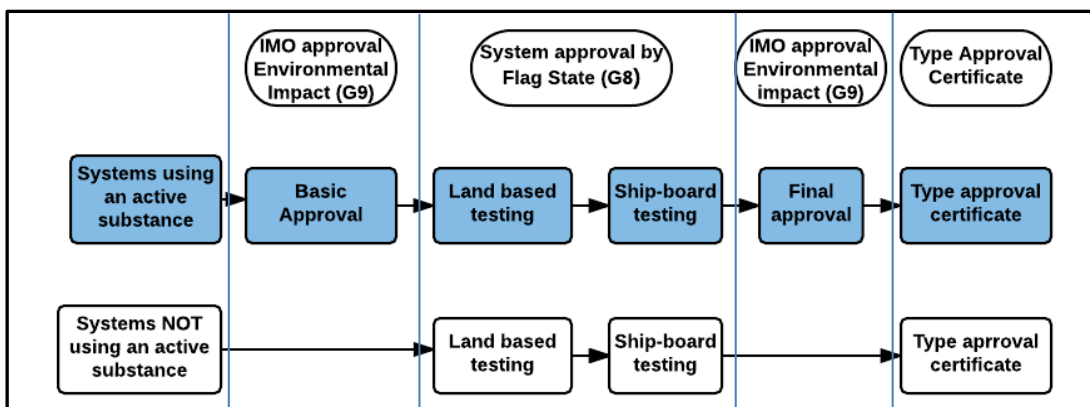 IMO approval
Environmental
Impact (G9)
System approval by
Flag State (G8)
IMO approval
Environmental
impact (G9)
Type Approval
Certificate
Systems using
an active
substance
Basic
Approval
Land based
testing
Ship-board
testing
Final
approval
Type approval
certificate
Systems NOT
using an active
substance
Land based
testing
Ship-board
testing
Type aprroval
certificate